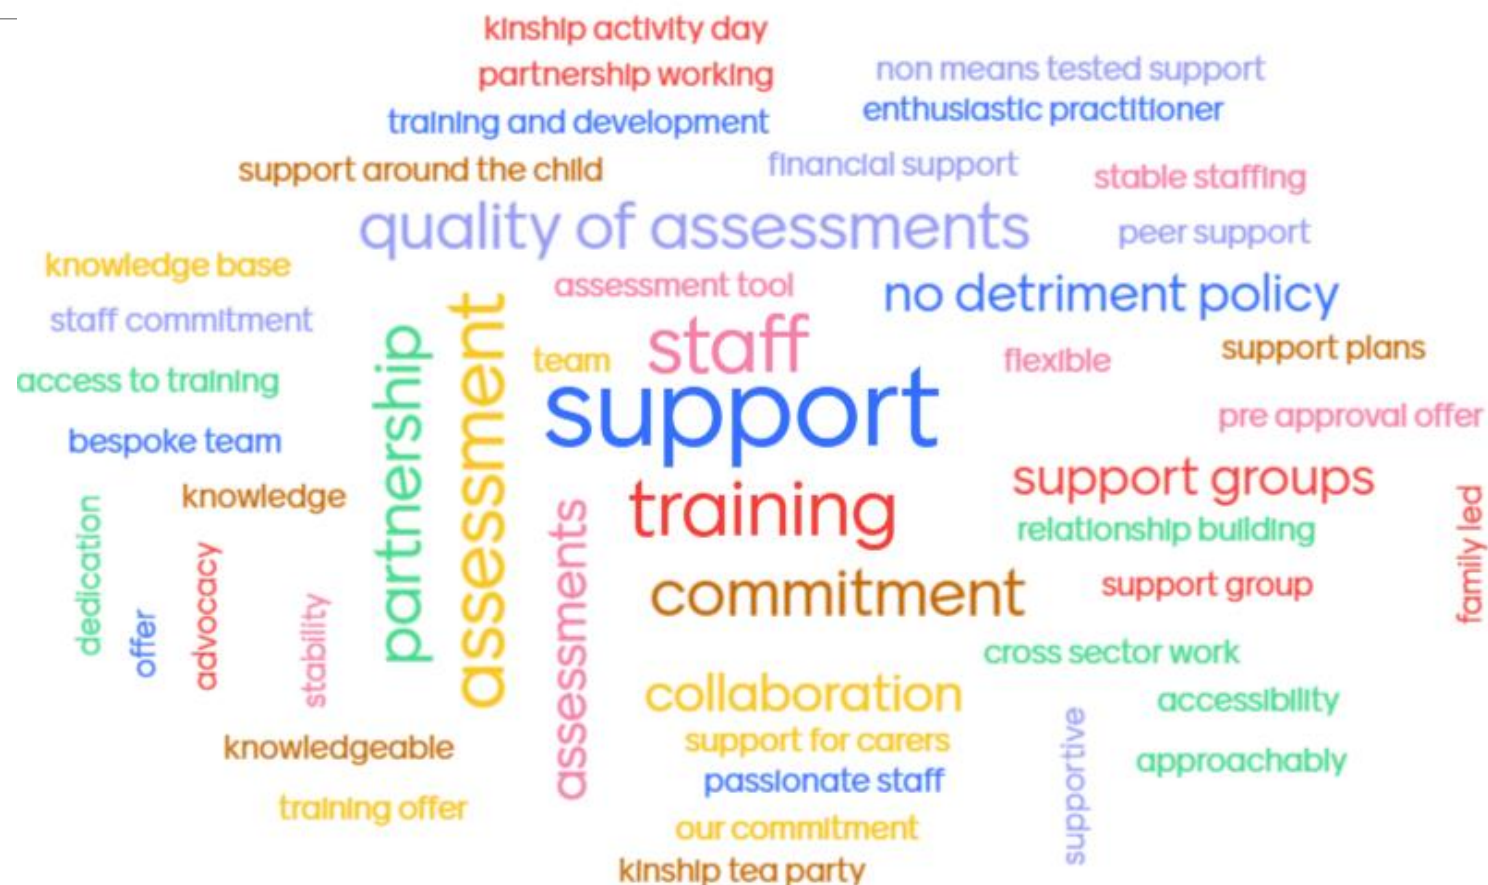 kinship activity day
partnership working
non means tested support
training and development
enthusiastic practitioner
support around the child
financial support
stable staffing
quality of assessments
peer support
knowledge base
assessment tool
no detriment policy
staff commitment
partnership
assessment
team
staff
flexible
support plans
access to training
support
pre approval offer
bespoke team
support groups
knowledge
training
relationship building
family led
dedication
offer
advocacy
stability
assessments
commitment
support group
cross sector work
collaboration
accessibility
knowledgeable
support for carers
supportive
approachably
passionate staff
training offer
our commitment
kinship tea party